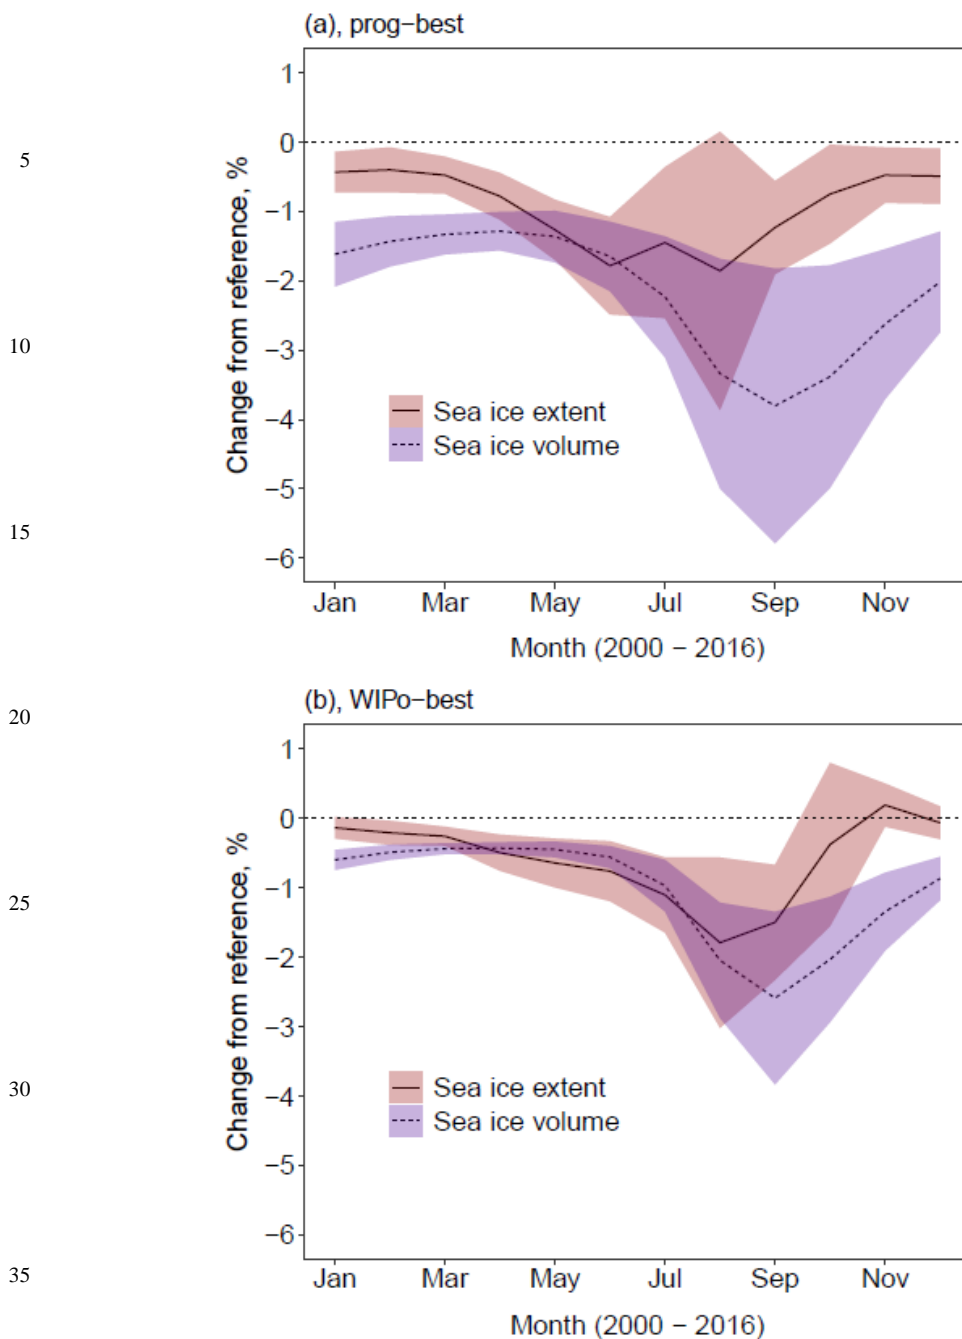 (a), prog−best
1
0
5
−1
−2
10
−3
−4
−5
15
−6
Change from reference, %
Sea ice extent
Sea ice volume
Jan Mar May Jul Sep Nov
Month (2000 − 2016)
20
(b), WIPo−best
1
0
25
−1
−2
−3
30
−4
−5
35
−6
Change from reference, %
Sea ice extent
Sea ice volume
Jan Mar May Jul Sep Nov
Month (2000 − 2016)